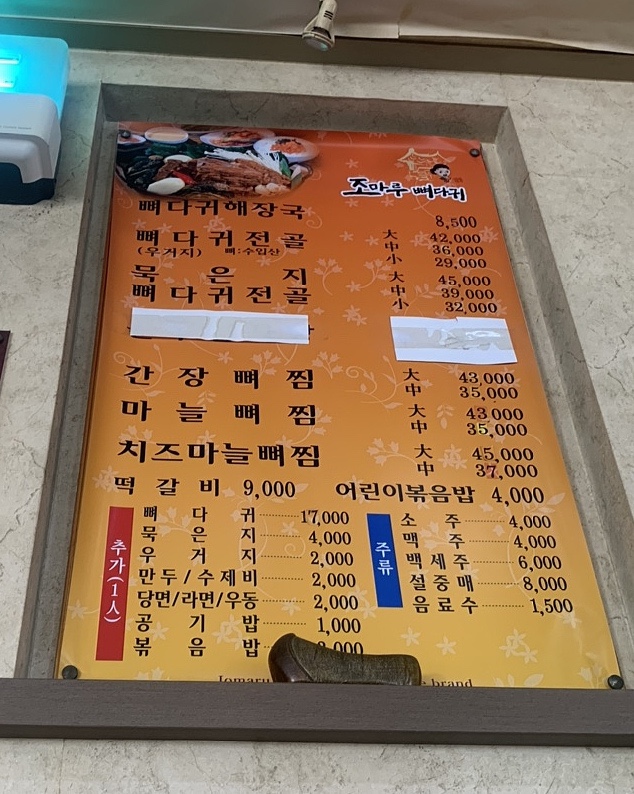 조마루 뼈다귀
뼈다귀해장국 8,500
뼈다귀전골 大 42,000
(우거지) 뼈:수입산 中 36,000
小 29,000
묵은지 大 45,000
뼈다귀전골 中 39,000
小 32,000
간장뼈찜 大 43,000
中 35,000
마늘뼈찜 大 43,000
中 35,000
치즈마늘뼈찜 大 45,000
中 37,000
떡갈비 9,000 어린이볶음밥 4,000
추가(1人)
뼈다귀 17,000
묵은지 4,000
우거지 2,000
만두/수제비 2,000
당면/라면/우동 2,000
공기밥 1,000
볶음밥
주류
소주 4,000
맥주 4,000
백세주 6,000
설중매 8,000
음료수 1,500
brand